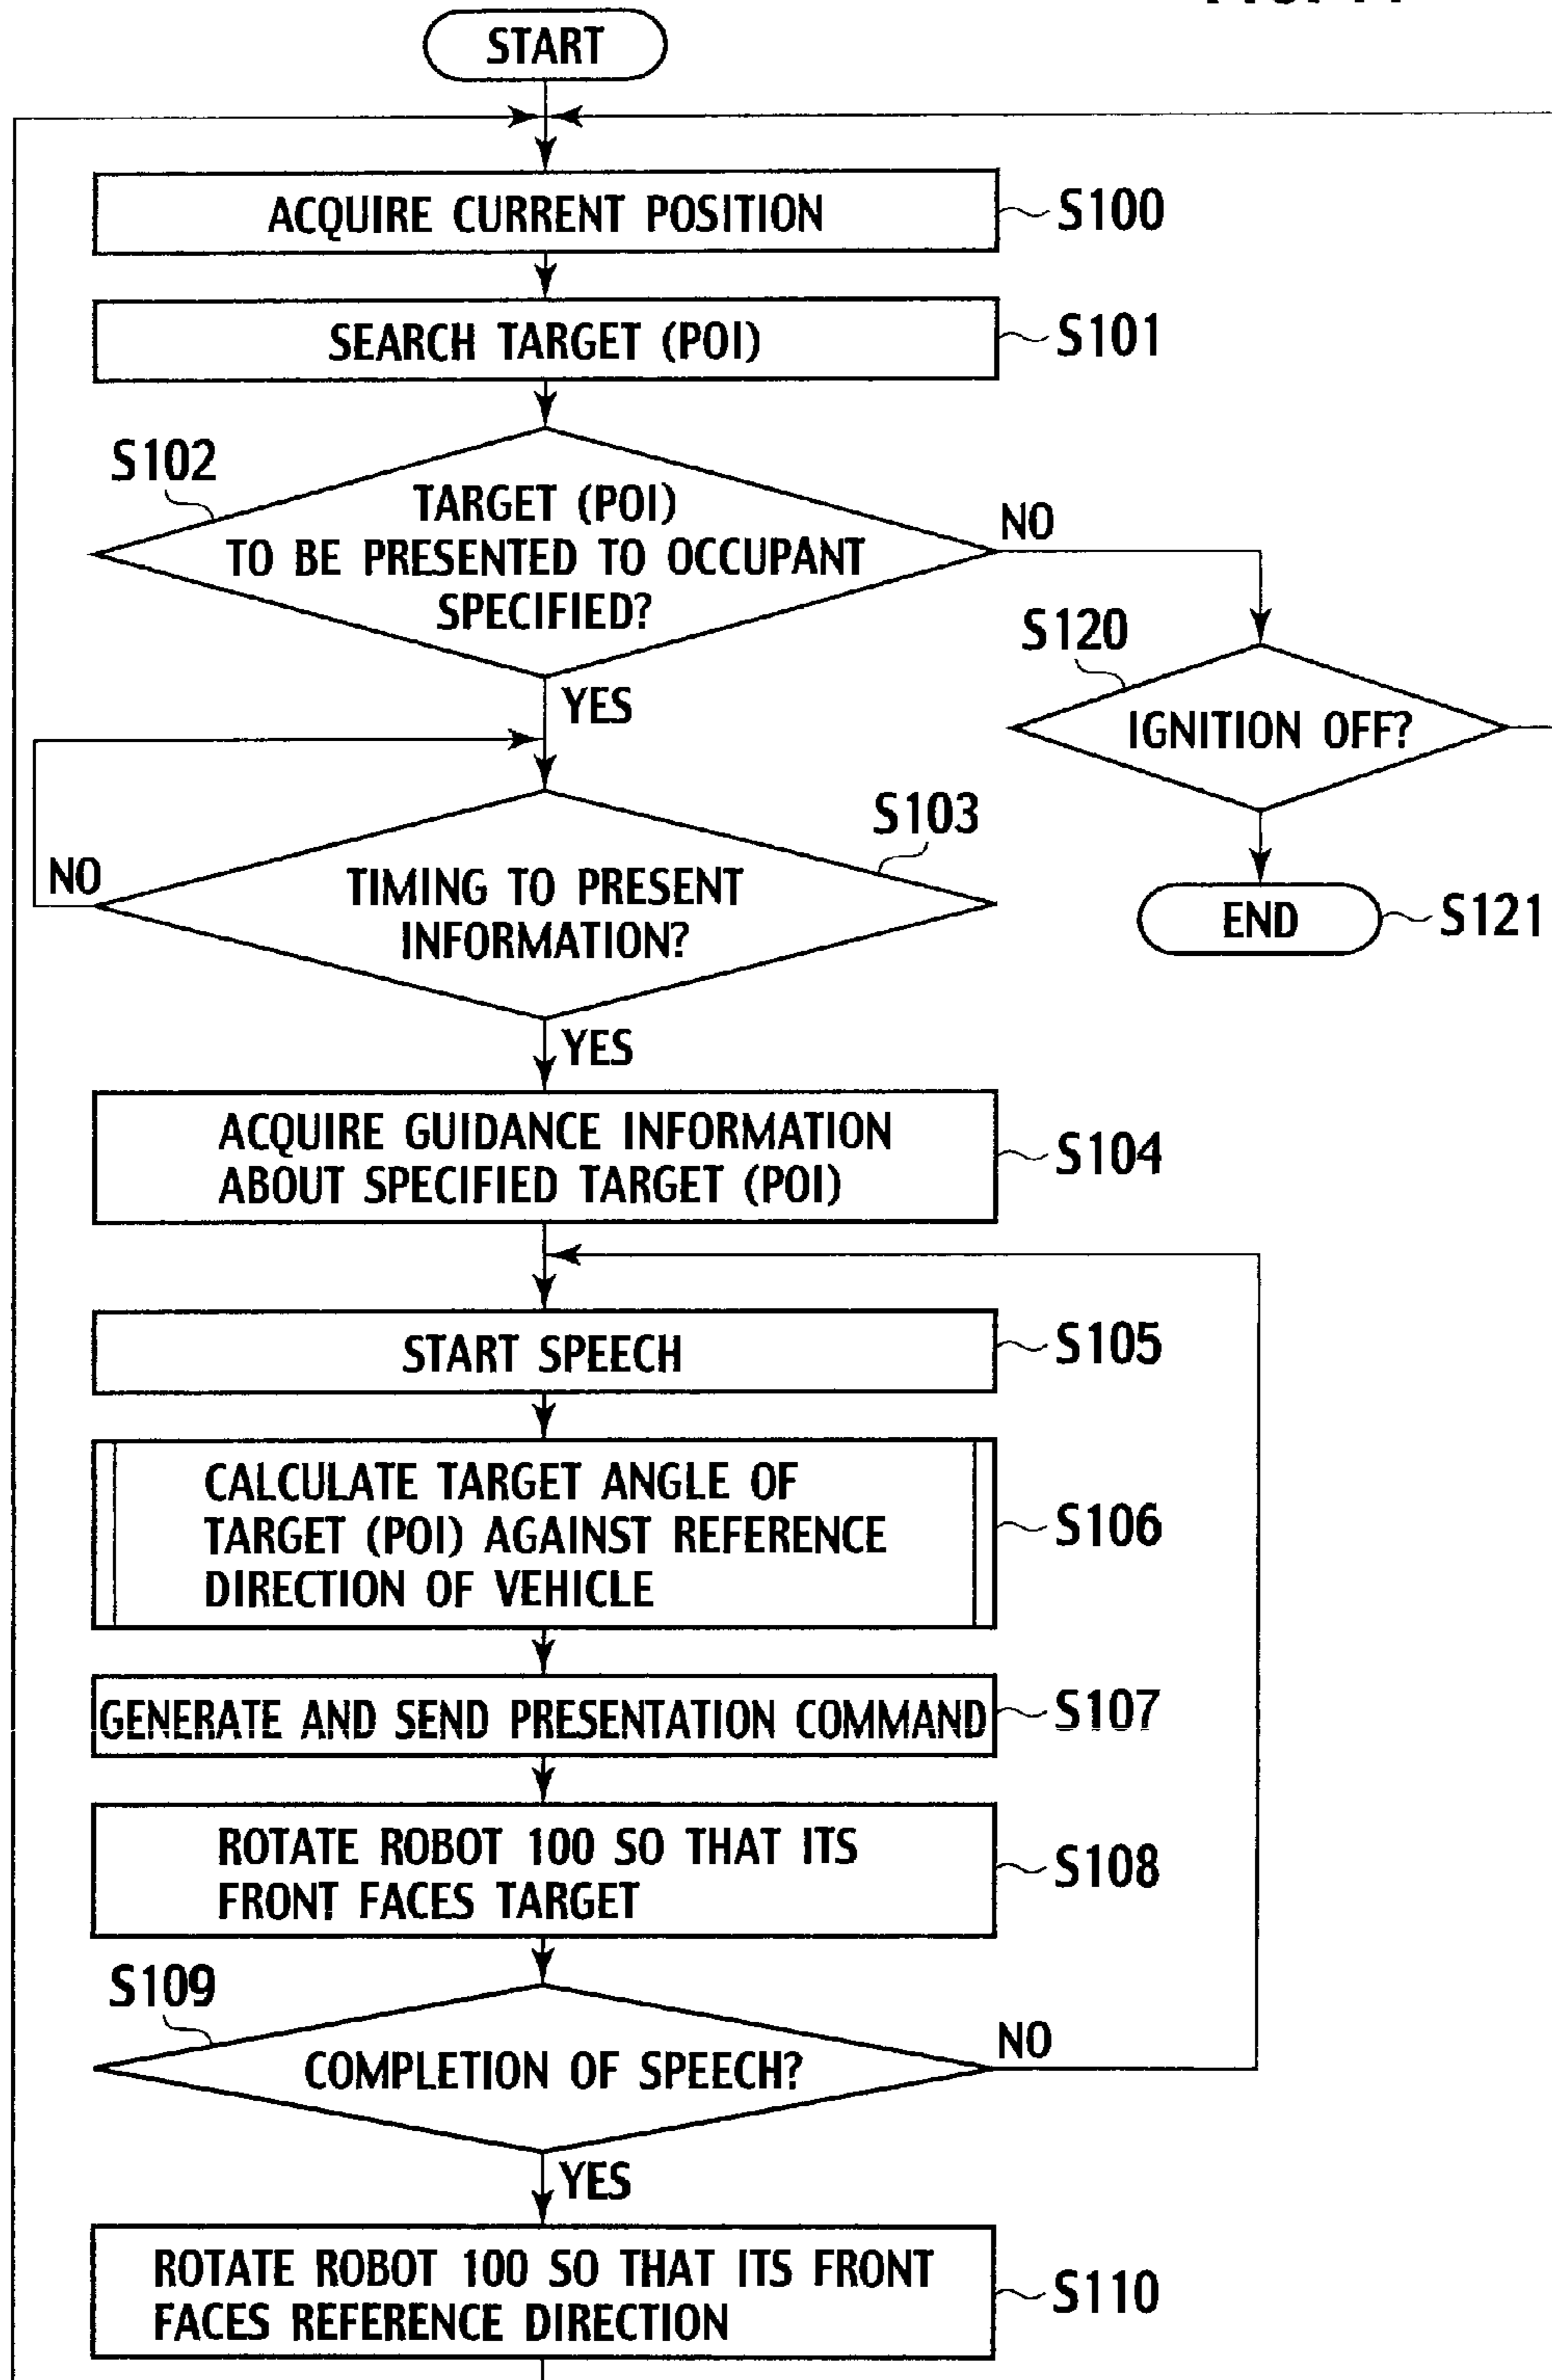 START
ACQUIRE CURRENT POSITION
S100
SEARCH TARGET (POI)
S101
S102
TARGET (POI)
TO BE PRESENTED TO OCCUPANT
SPECIFIED?
NO
YES
S120
IGNITION OFF?
END
S121
S103
TIMING TO PRESENT
INFORMATION?
NO
YES
ACQUIRE GUIDANCE INFORMATION
ABOUT SPECIFIED TARGET (POI)
S104
START SPEECH
S105
CALCULATE TARGET ANGLE OF
TARGET (POI) AGAINST REFERENCE
DIRECTION OF VEHICLE
S106
GENERATE AND SEND PRESENTATION COMMAND
S107
ROTATE ROBOT 100 SO THAT ITS
FRONT FACES TARGET
S108
S109
COMPLETION OF SPEECH?
NO
YES
ROTATE ROBOT 100 SO THAT ITS FRONT
FACES REFERENCE DIRECTION
S110